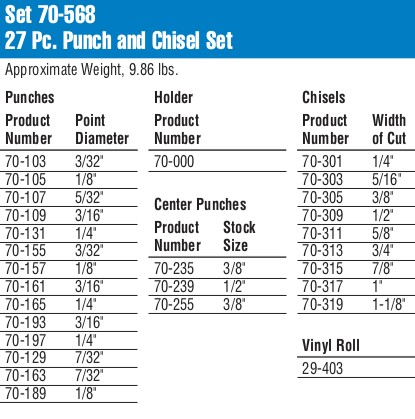 Set 70-568
27 Pc. Punch and Chisel Set
Approximate Weight, 9.86 lbs.
Punches
Product Point
Number Diameter
70-103 3/32"
70-105 1/8"
70-107 5/32"
70-109 3/16"
70-131 1/4"
70-155 3/32"
70-157 1/8"
70-161 3/16"
70-165 1/4"
70-193 3/16"
70-197 1/4"
70-129 7/32"
70-163 7/32"
70-189 1/8"
Holder
Product
Number
70-000
Center Punches
Product Stock
Number Size
70-235 3/8"
70-239 1/2"
70-255 3/8"
Chisels
Product Width
Number of Cut
70-301 1/4"
70-303 5/16"
70-305 3/8"
70-309 1/2"
70-311 5/8"
70-313 3/4"
70-315 7/8"
70-317 1"
70-319 1-1/8"
Vinyl Roll
29-403